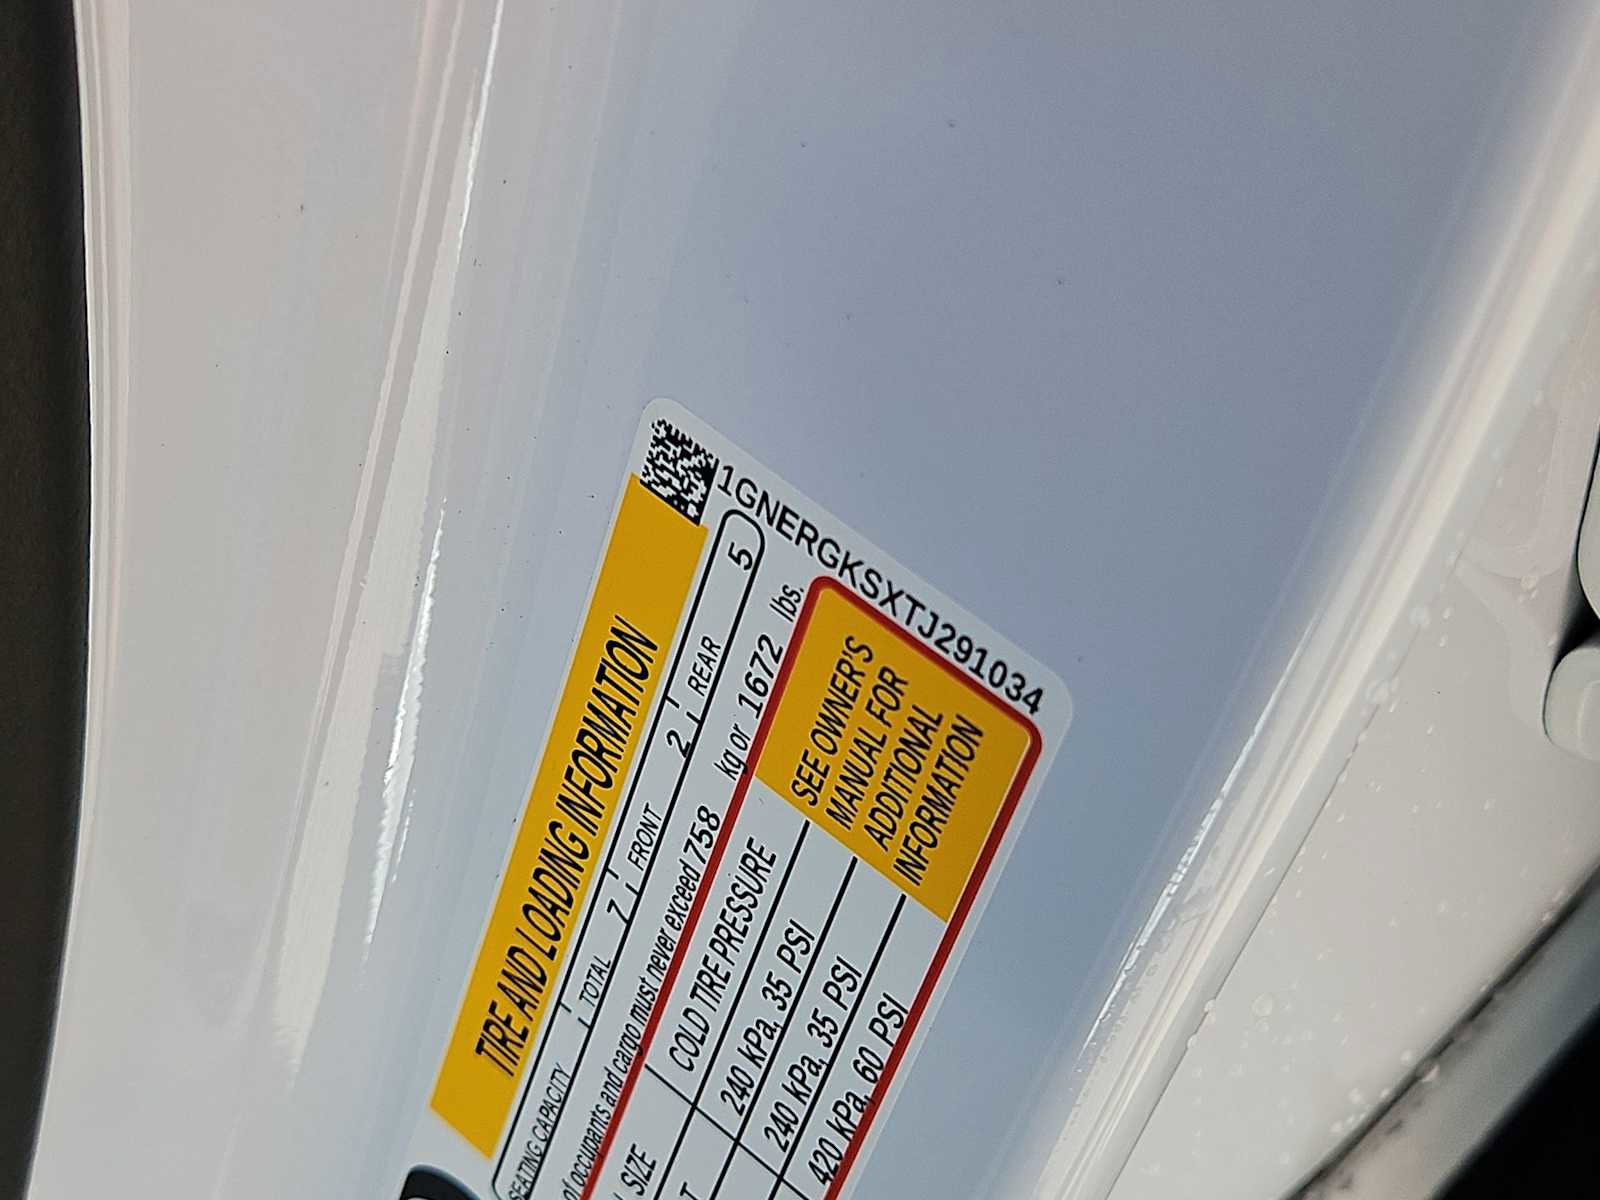 TIRE AND LOADING INFORMATION
SEATING CAPACITY TOTAL 7 FRONT 2 REAR 5
of occupants and cargo must never exceed 758 kg or 1672 lbs.
SIZE COLD TIRE PRESSURE
240 kPa, 35 PSI
240 kPa, 35 PSI
420 kPa, 60 PSI
SEE OWNER'S
MANUAL FOR
ADDITIONAL
INFORMATION
1GNERGKSXTJ291034